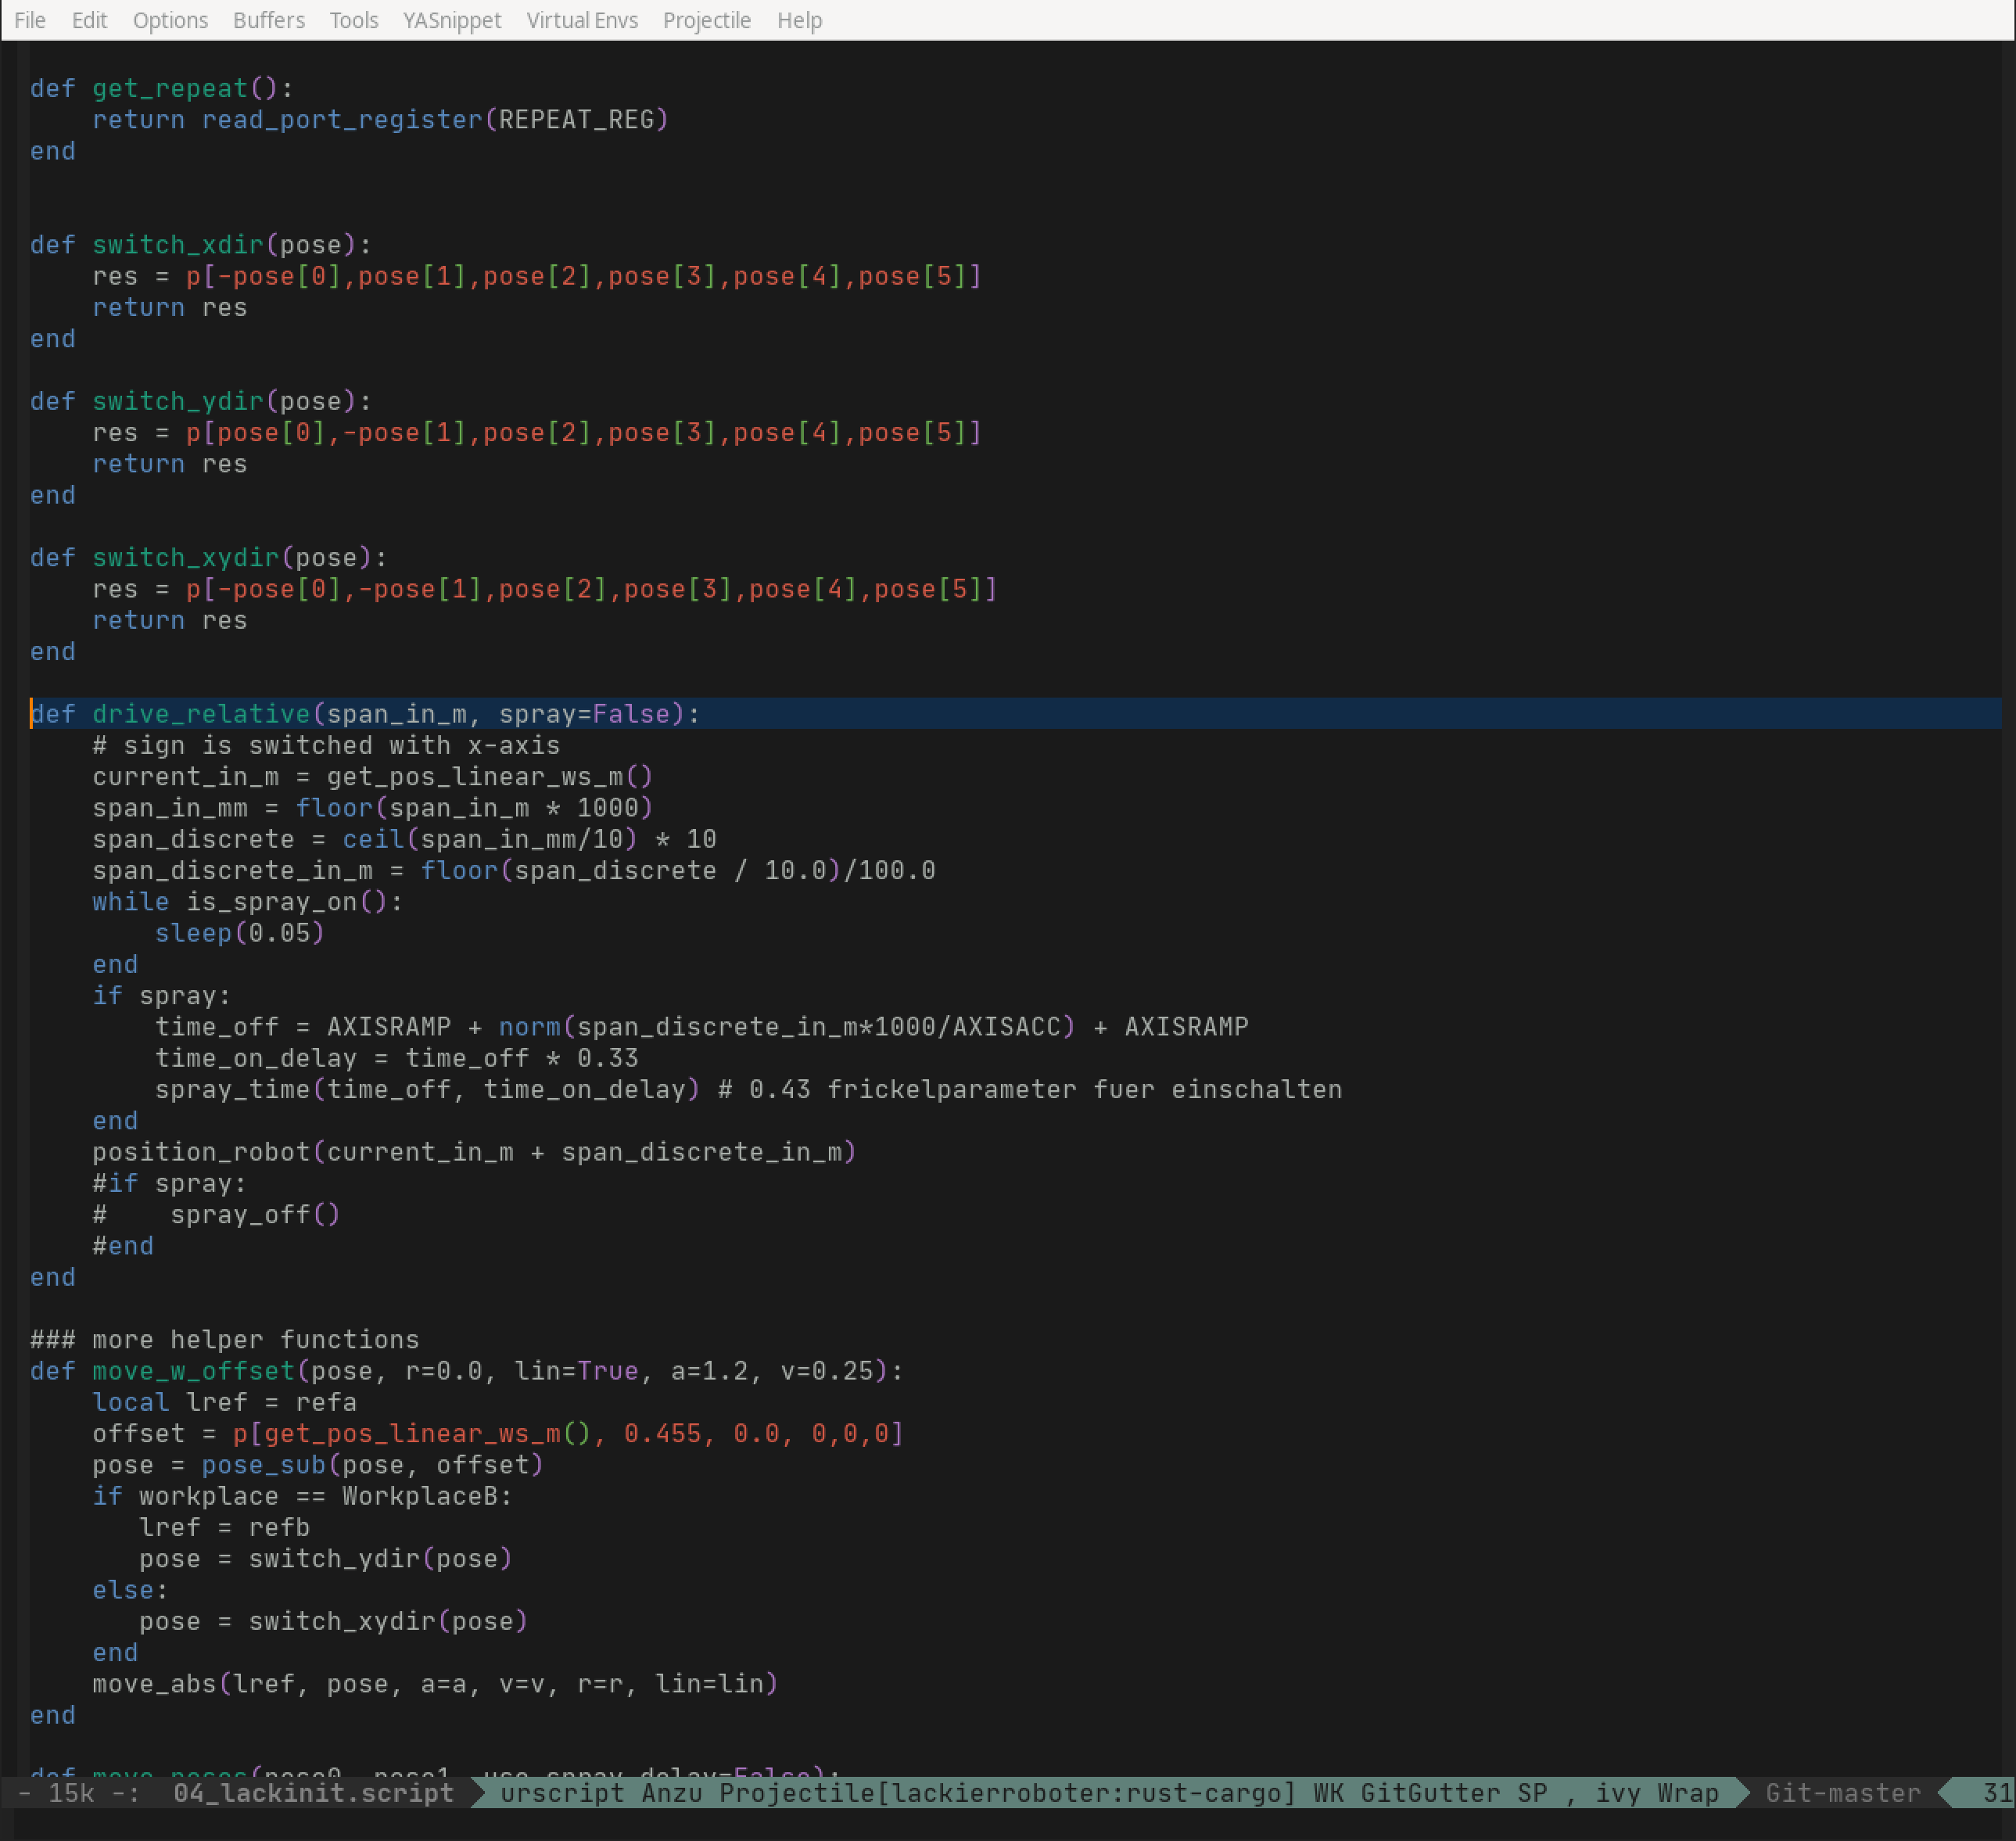 File Edit Options Buffers Tools YASnippet Virtual Envs Projectile Help
def get_repeat():
    return read_port_register(REPEAT_REG)
end
def switch_xdir(pose):
    res = p[-pose[0],pose[1],pose[2],pose[3],pose[4],pose[5]]
    return res
end
def switch_ydir(pose):
    res = p[pose[0],-pose[1],pose[2],pose[3],pose[4],pose[5]]
    return res
end
def switch_xydir(pose):
    res = p[-pose[0],-pose[1],pose[2],pose[3],pose[4],pose[5]]
    return res
end
def drive_relative(span_in_m, spray=False):
    # sign is switched with x-axis
    current_in_m = get_pos_linear_ws_m()
    span_in_mm = floor(span_in_m * 1000)
    span_discrete = ceil(span_in_mm/10) * 10
    span_discrete_in_m = floor(span_discrete / 10.0)/100.0
    while is_spray_on():
        sleep(0.05)
    end
    if spray:
        time_off = AXISRAMP + norm(span_discrete_in_m*1000/AXISACC) + AXISRAMP
        time_on_delay = time_off * 0.33
        spray_time(time_off, time_on_delay) # 0.43 frickelparameter fuer einschalten
    end
    position_robot(current_in_m + span_discrete_in_m)
    #if spray:
    #    spray_off()
    #end
end
### more helper functions
def move_w_offset(pose, r=0.0, lin=True, a=1.2, v=0.25):
    local lref = refa
    offset = p[get_pos_linear_ws_m(), 0.455, 0.0, 0,0,0]
    pose = pose_sub(pose, offset)
    if workplace == WorkplaceB:
       lref = refb
       pose = switch_ydir(pose)
    else:
       pose = switch_xydir(pose)
    end
    move_abs(lref, pose, a=a, v=v, r=r, lin=lin)
end
def move_poses(pose0, pose1, use_spray_delay=False):
- 15k -: 04_lackinit.script urscript Anzu Projectile[lackierroboter:rust-cargo] WK GitGutter SP , ivy Wrap Git-master 31